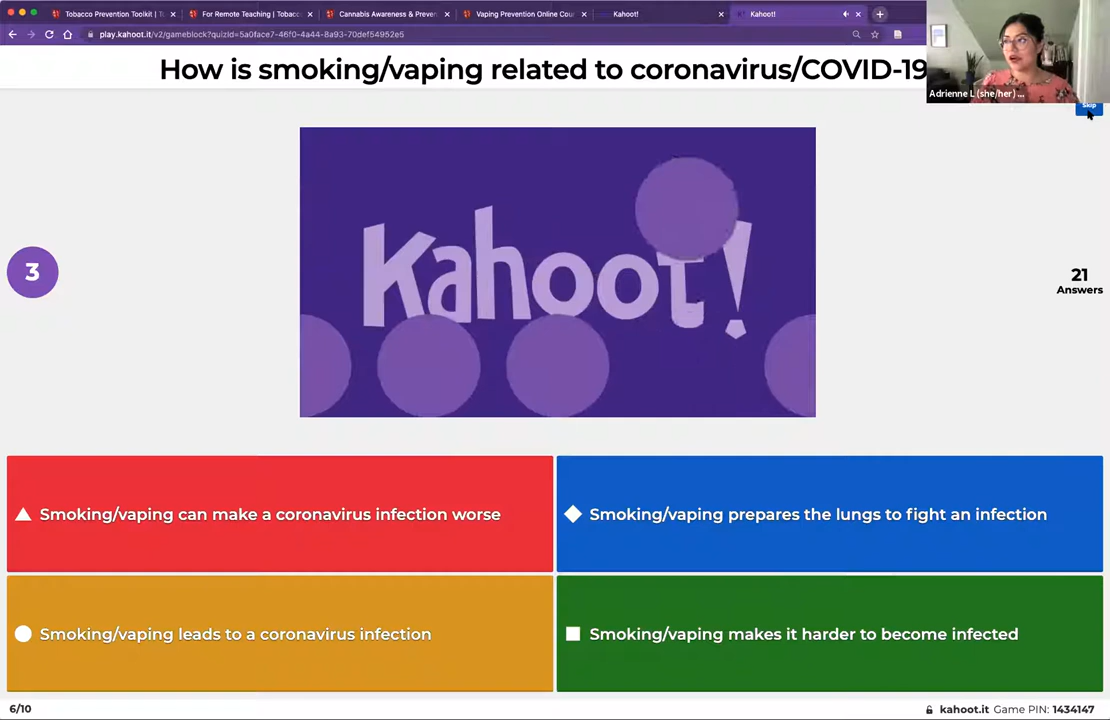 Tobacco Prevention Toolkit | T
For Remote Teaching | Tobacc
Cannabis Awareness & Preven
Vaping Prevention Online Cou
Kahoot!
Kahoot!
play.kahoot.it/v2/gameblock?quizId=5a0face7-46f0-4a44-8a93-70def54952e5
How is smoking/vaping related to coronavirus/COVID-19
Adrienne L (she/her) ...
Skip
Kahoot!
3
21
Answers
Smoking/vaping can make a coronavirus infection worse
Smoking/vaping prepares the lungs to fight an infection
Smoking/vaping leads to a coronavirus infection
Smoking/vaping makes it harder to become infected
6/10
kahoot.it Game PIN: 1434147